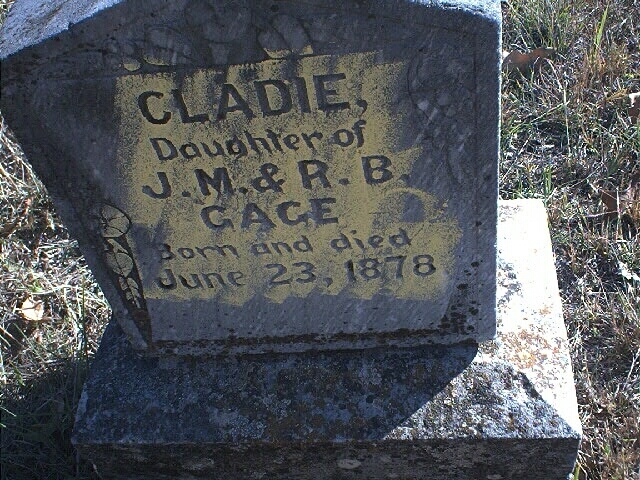 CLADIE,
Daughter of
J.M. & R.B.
GAGE
Born and died
June 23, 1878